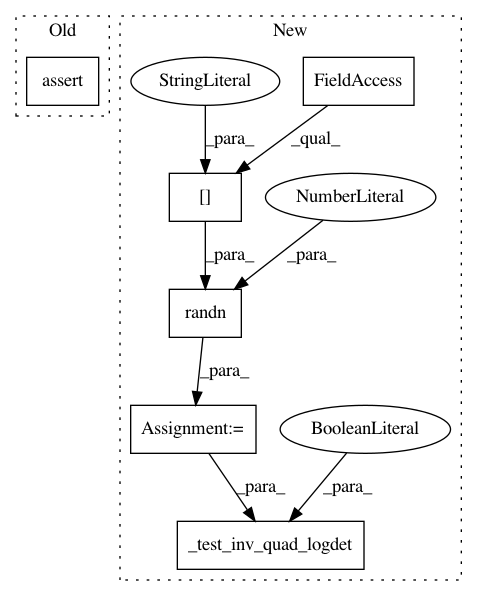 Old
New
assert
StringLiteral
FieldAccess
_para_
_qual_
[]
NumberLiteral
_para_
_para_
randn
_para_
Assignment:=
BooleanLiteral
_para_
_para_
_test_inv_quad_logdet